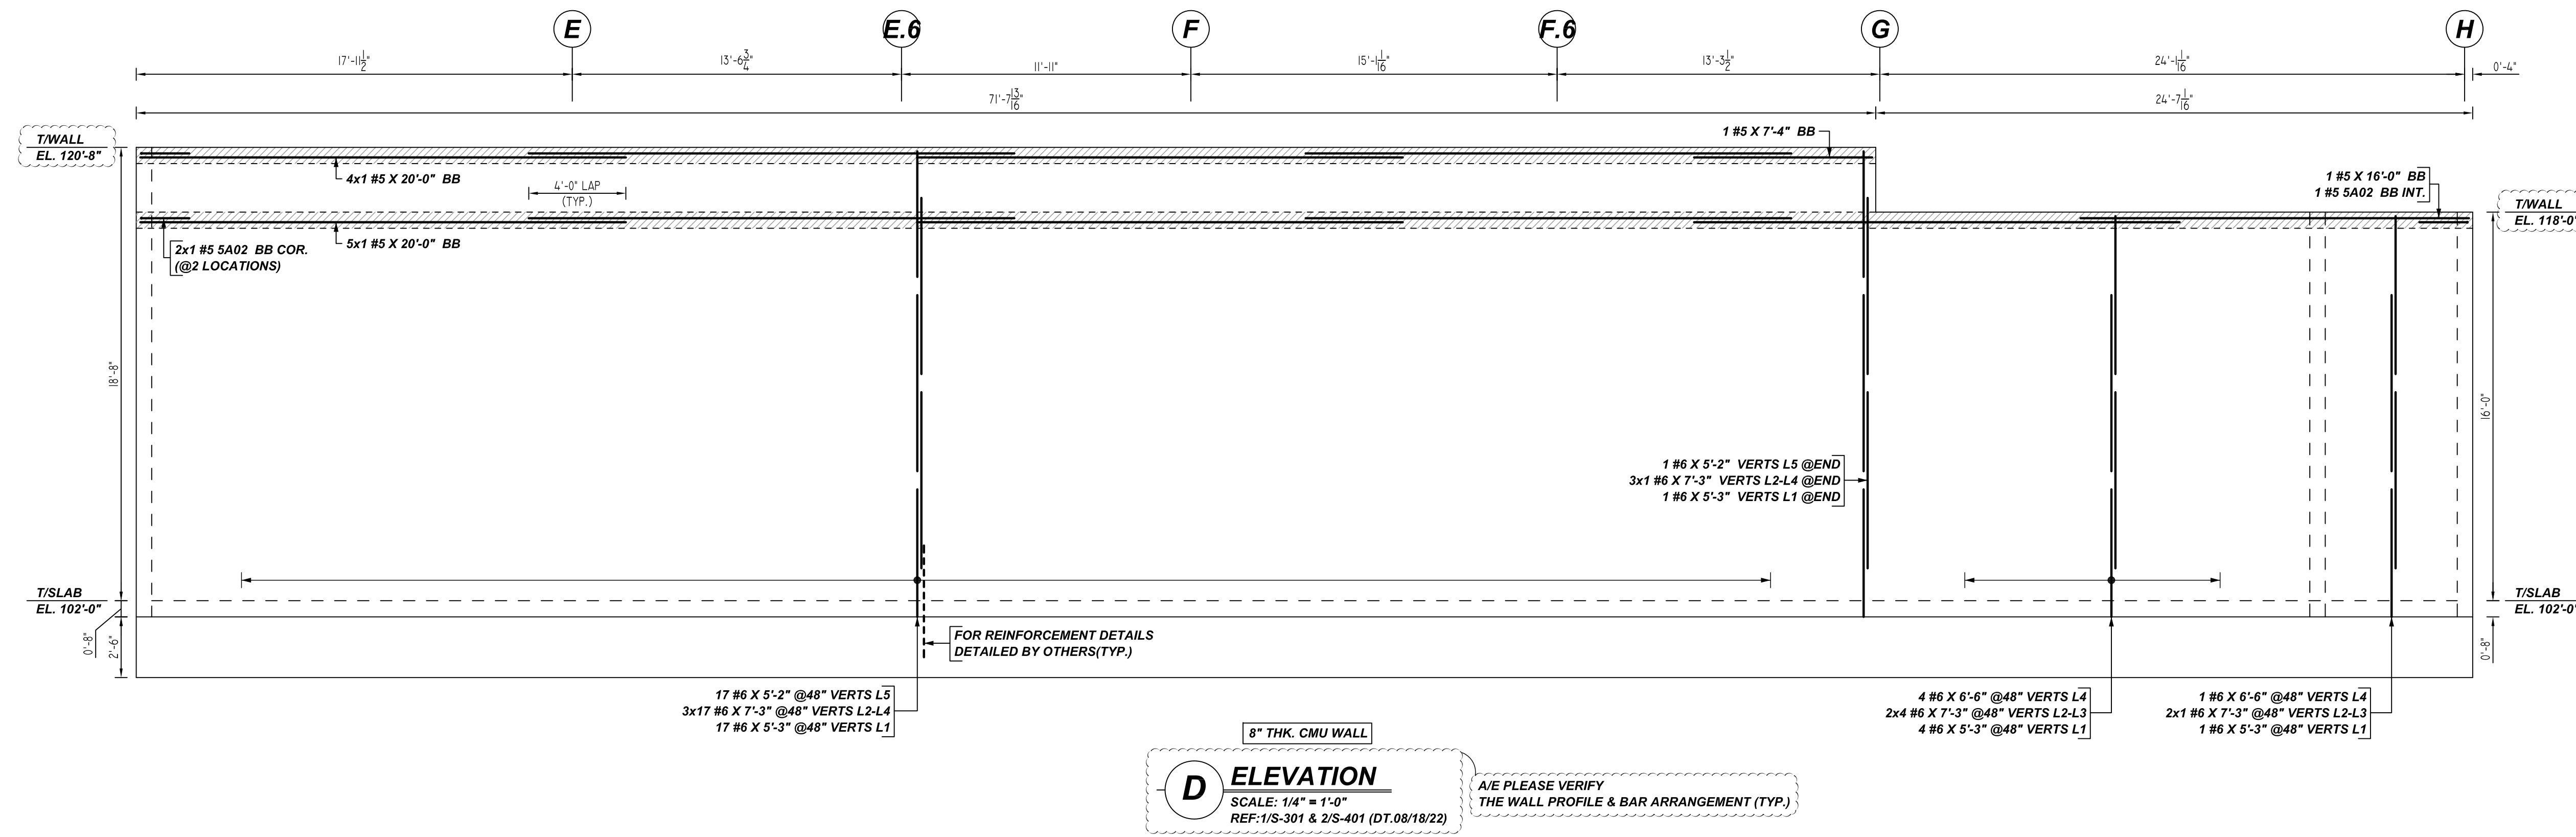 E
E.6
F
F.6
G
H
17'-11 1/2"
13'-6 3/4"
11'-11"
15'-1 1/16"
13'-3 1/2"
24'-1 1/16"
0'-4"
71'-7 13/16"
24'-7 1/16"
T/WALL
EL. 120'-8"
1 #5 X 7'-4" BB
4x1 #5 X 20'-0" BB
4'-0" LAP
(TYP.)
1 #5 X 16'-0" BB
1 #5 5A02 BB INT.
T/WALL
EL. 118'-0"
5x1 #5 X 20'-0" BB
2x1 #5 5A02 BB COR.
(@2 LOCATIONS)
18'-8"
16'-0"
1 #6 X 5'-2" VERTS L5 @END
3x1 #6 X 7'-3" VERTS L2-L4 @END
1 #6 X 5'-3" VERTS L1 @END
T/SLAB
EL. 102'-0"
T/SLAB
EL. 102'-0"
0'-8"
2'-6"
0'-8"
FOR REINFORCEMENT DETAILS
DETAILED BY OTHERS(TYP.)
17 #6 X 5'-2" @48" VERTS L5
3x17 #6 X 7'-3" @48" VERTS L2-L4
17 #6 X 5'-3" @48" VERTS L1
4 #6 X 6'-6" @48" VERTS L4
2x4 #6 X 7'-3" @48" VERTS L2-L3
4 #6 X 5'-3" @48" VERTS L1
1 #6 X 6'-6" @48" VERTS L4
2x1 #6 X 7'-3" @48" VERTS L2-L3
1 #6 X 5'-3" @48" VERTS L1
8" THK. CMU WALL
D
ELEVATION
SCALE: 1/4" = 1'-0"
REF:1/S-301 & 2/S-401 (DT.08/18/22)
A/E PLEASE VERIFY
THE WALL PROFILE & BAR ARRANGEMENT (TYP.)